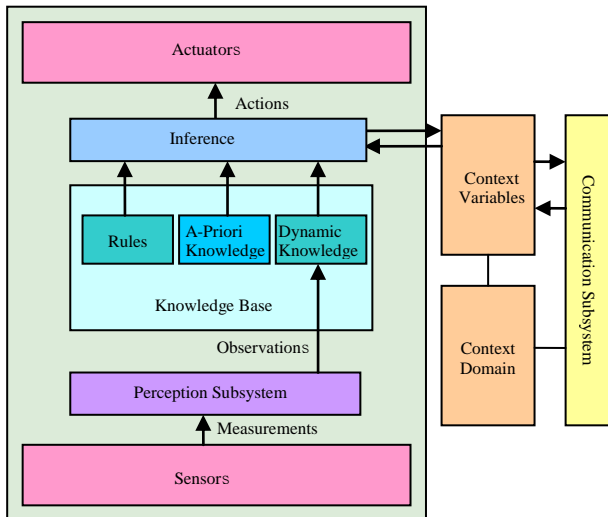 Actuators
Actions
Inference
Rules
A-Priori
Knowledge
Dynamic
Knowledge
Knowledge Base
Observations
Perception Subsystem
Measurements
Sensors
Context
Variables
Context
Domain
Communication Subsystem